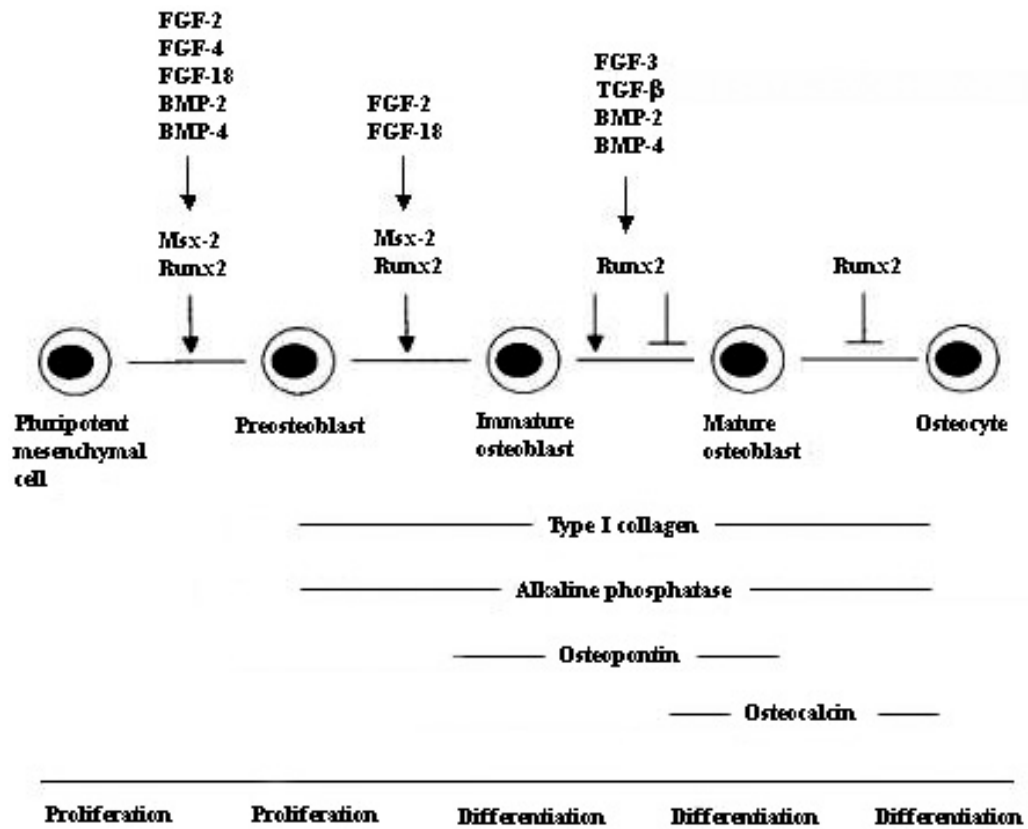 FGF-2
FGF-4
FGF-18
BMP-2
BMP-4
FGF-2
FGF-18
FGF-3
TGF-β
BMP-2
BMP-4
Msx-2
Runx2
Msx-2
Runx2
Runx2
Runx2
Pluripotent
mesenchymal
cell
Preosteoblast
Immature
osteoblast
Mature
osteoblast
Osteocyte
Type I collagen
Alkaline phosphatase
Osteopontin
Osteocalcin
Proliferation
Proliferation
Differentiation
Differentiation
Differentiation